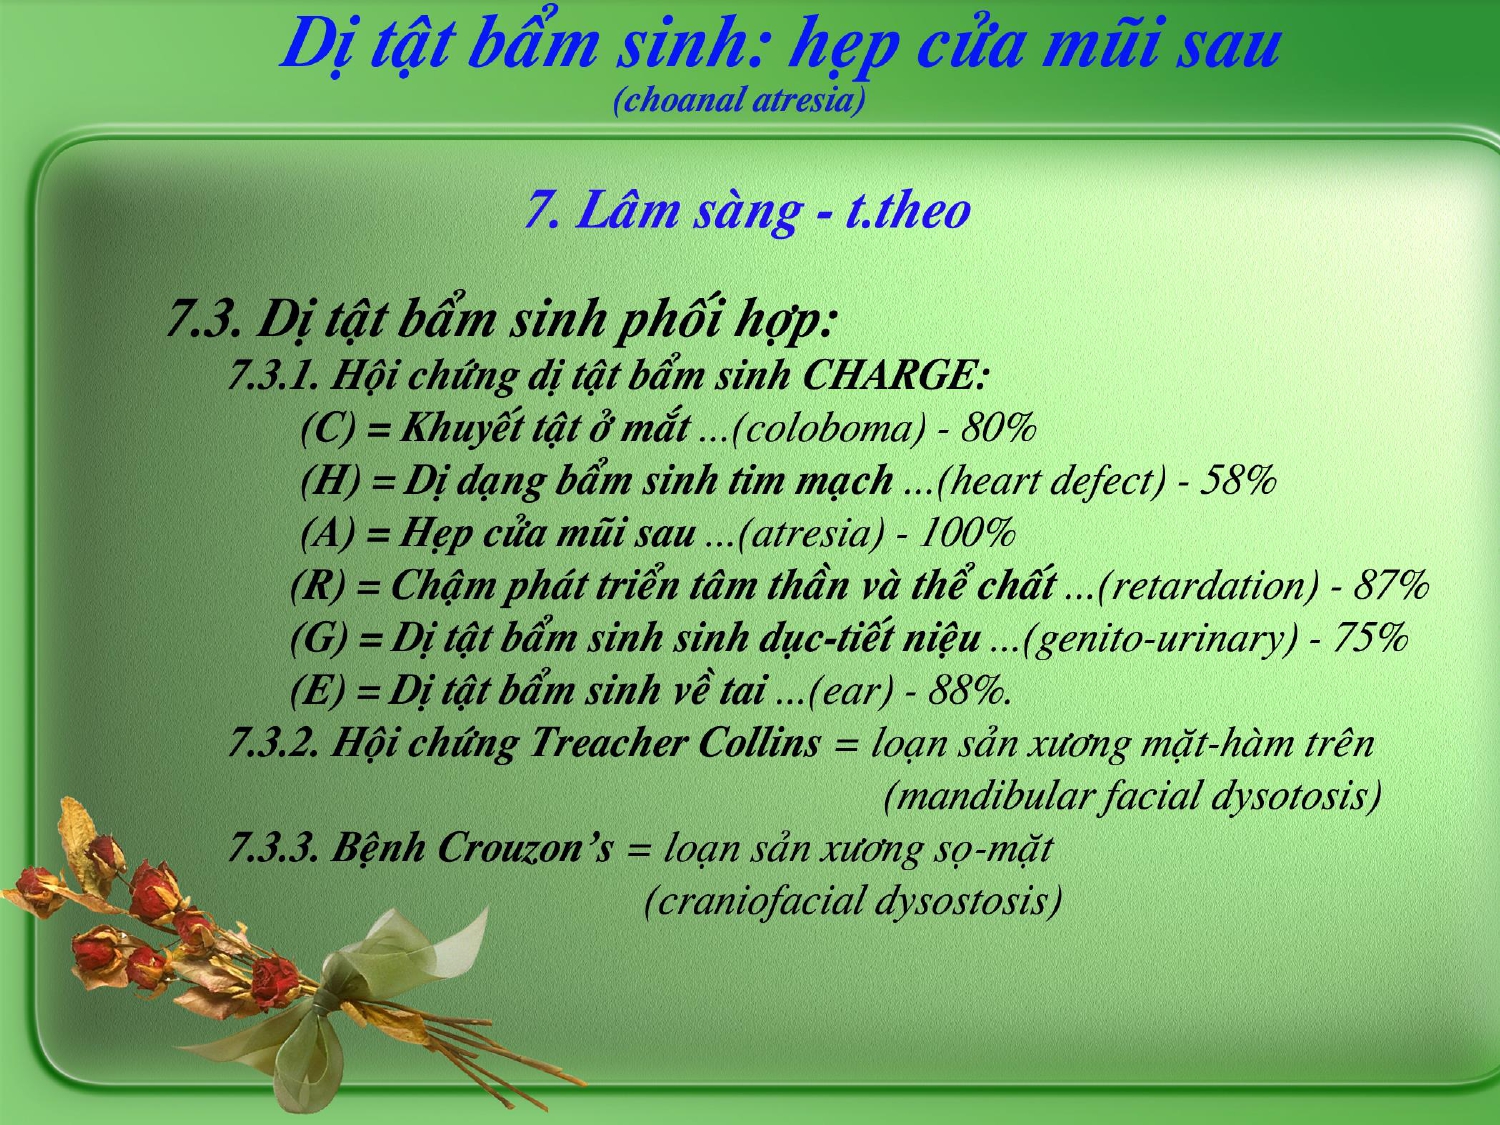 Dị tật bẩm sinh: hẹp cửa mũi sau
(choanal atresia)
7. Lâm sàng - t.theo
7.3. Dị tật bẩm sinh phối hợp:
7.3.1. Hội chứng dị tật bẩm sinh CHARGE:
(C) = Khuyết tật ở mắt ...(coloboma) - 80%
(H) = Dị dạng bẩm sinh tim mạch ...(heart defect) - 58%
(A) = Hẹp cửa mũi sau ...(atresia) - 100%
(R) = Chậm phát triển tâm thần và thể chất ...(retardation) - 87%
(G) = Dị tật bẩm sinh sinh dục-tiết niệu ...(genito-urinary) - 75%
(E) = Dị tật bẩm sinh về tai ...(ear) - 88%.
7.3.2. Hội chứng Treacher Collins = loạn sản xương mặt-hàm trên
(mandibular facial dysotosis)
7.3.3. Bệnh Crouzon’s = loạn sản xương sọ-mặt
(craniofacial dysostosis)